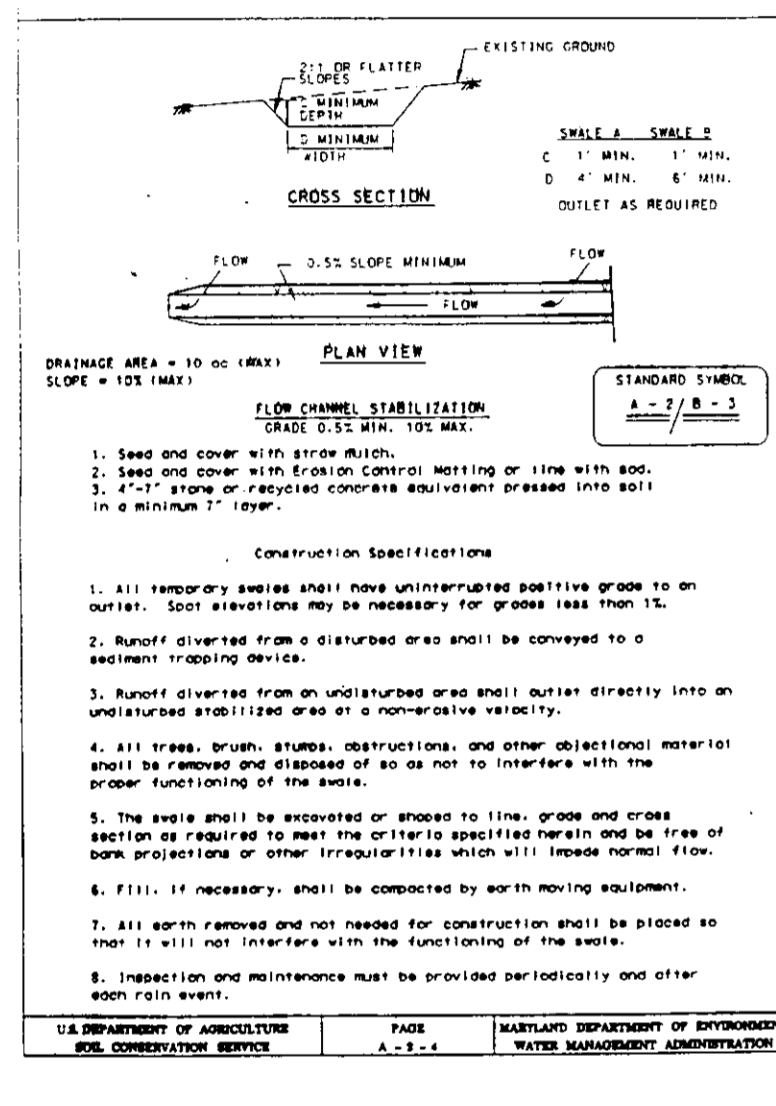 EXISTING GROUND
2:1 OR FLATTER
SLOPES
C MINIMUM
DEPTH
D MINIMUM
WIDTH
CROSS SECTION
SWALE A SWALE B
C 1' MIN. 1' MIN.
D 4' MIN. 6' MIN.
OUTLET AS REQUIRED
FLOW
0.5% SLOPE MINIMUM
FLOW
FLOW
PLAN VIEW
DRAINAGE AREA = 10 ac (MAX)
SLOPE = 10% (MAX)
STANDARD SYMBOL
A - 2 / B - 3
FLOW CHANNEL STABILIZATION
GRADE 0.5% MIN. 10% MAX.
1. Seed and cover with straw mulch.
2. Seed and cover with Erosion Control Matting or line with sod.
3. 4"-7" stone or recycled concrete equivalent pressed into soil
in a minimum 7" layer.
Construction Specifications
1. All temporary swales shall have uninterrupted positive grade to an
outlet. Spot elevations may be necessary for grades less than 1%.
2. Runoff diverted from a disturbed area shall be conveyed to a
sediment trapping device.
3. Runoff diverted from an undisturbed area shall outlet directly into an
undisturbed stabilized area at a non-erosive velocity.
4. All trees, brush, stumps, obstructions, and other objectional material
shall be removed and disposed of so as not to interfere with the
proper functioning of the swale.
5. The swale shall be excavated or shaped to line, grade and cross
section as required to meet the criteria specified herein and be free of
bank projections or other irregularities which will impede normal flow.
6. Fill, if necessary, shall be compacted by earth moving equipment.
7. All earth removed and not needed for construction shall be placed so
that it will not interfere with the functioning of the swale.
8. Inspection and maintenance must be provided periodically and after
each rain event.
U.S. DEPARTMENT OF AGRICULTURE
SOIL CONSERVATION SERVICE
PAGE
MARYLAND DEPARTMENT OF ENVIRONMEN
WATER MANAGEMENT ADMINISTRATION